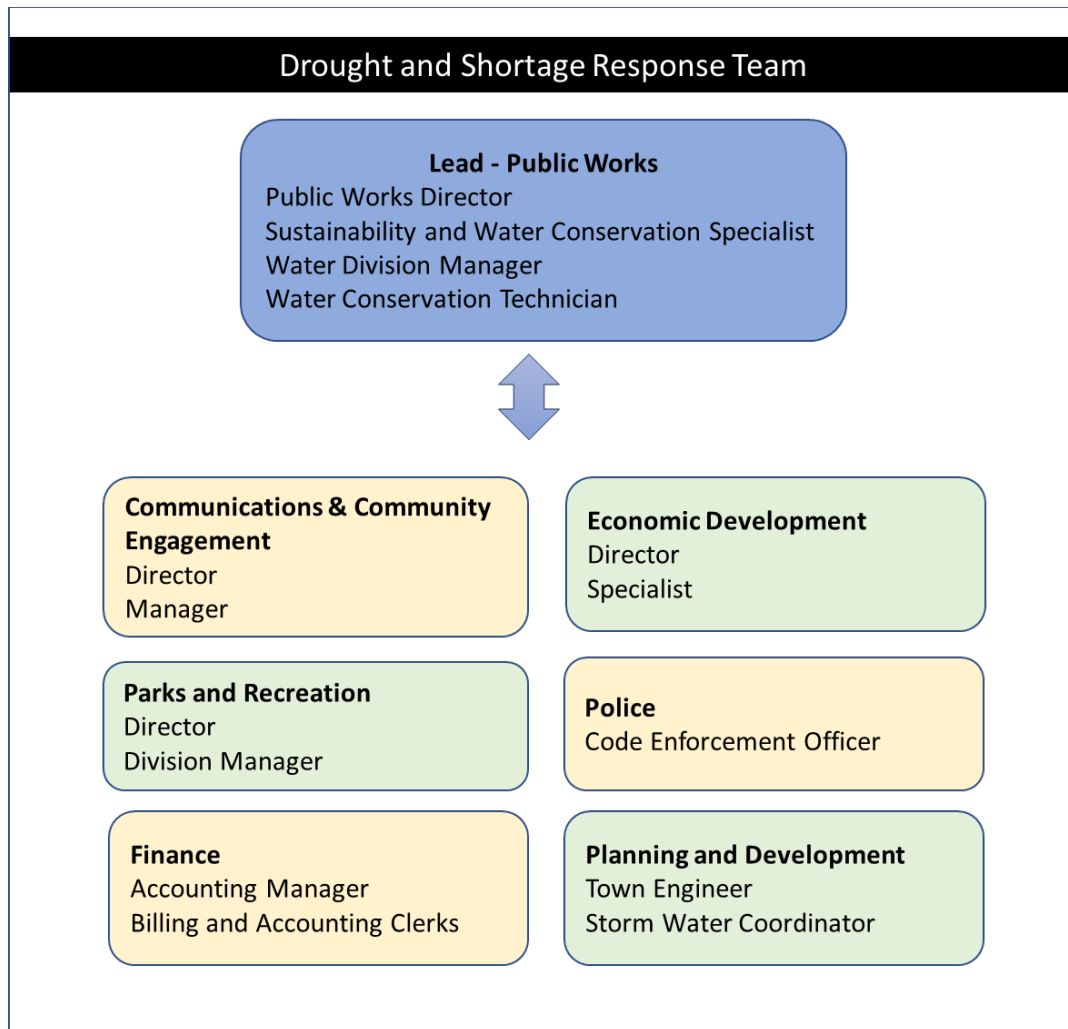 Drought and Shortage Response Team
Lead - Public Works
Public Works Director
Sustainability and Water Conservation Specialist
Water Division Manager
Water Conservation Technician
Communications & Community
Engagement
Director
Manager
Economic Development
Director
Specialist
Parks and Recreation
Director
Division Manager
Police
Code Enforcement Officer
Finance
Accounting Manager
Billing and Accounting Clerks
Planning and Development
Town Engineer
Storm Water Coordinator